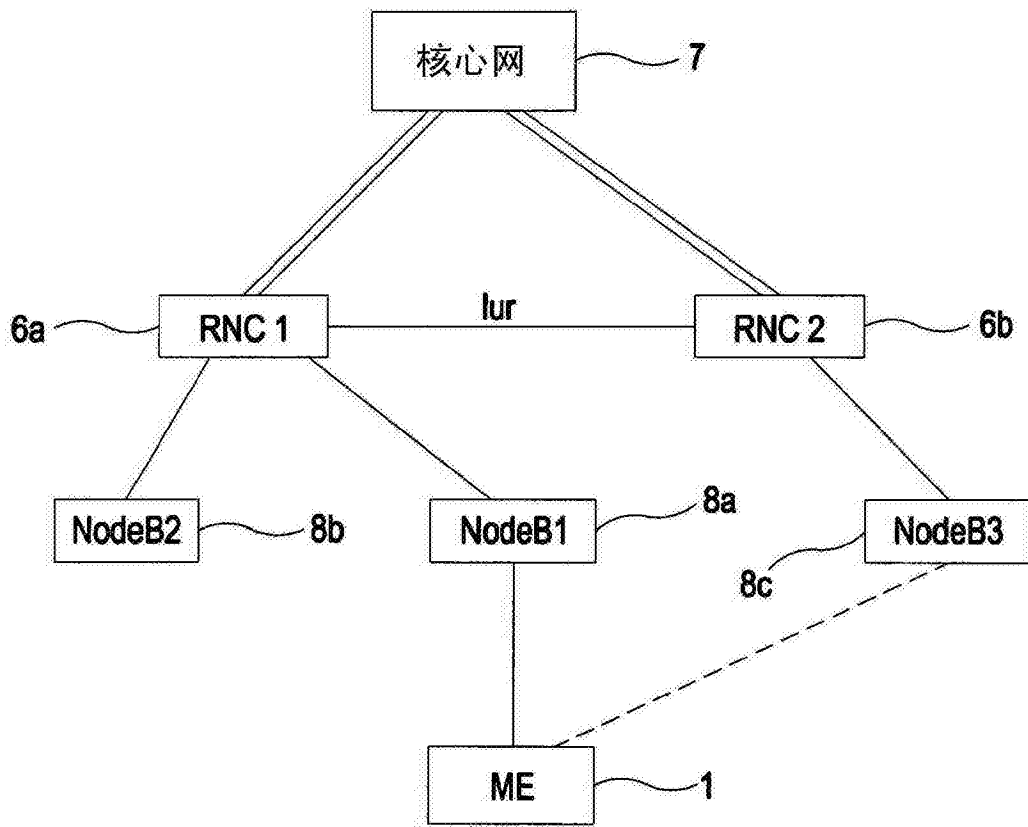 核心网
7
6a
RNC 1
Iur
RNC 2
6b
NodeB2
8b
NodeB1
8a
NodeB3
8c
ME
1